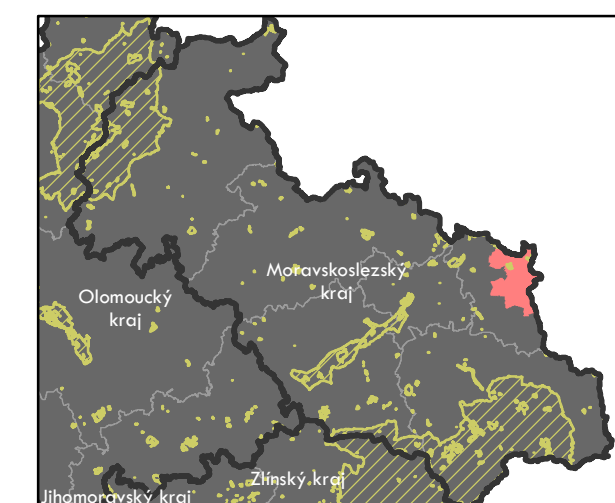 Moravskoslezský
kraj
Olomoucký
kraj
Zlínský kraj
Jihomoravský kraj